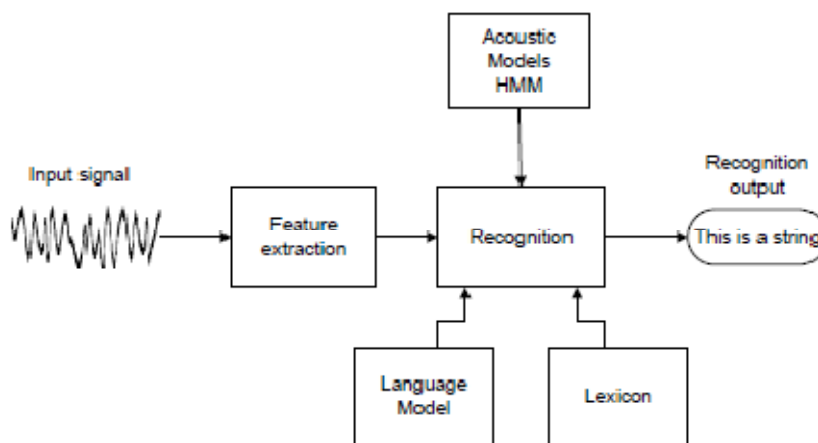 Acoustic
Models
HMM
Input signal
Recognition
output
Feature
extraction
Recognition
This is a string
Language
Model
Lexicon